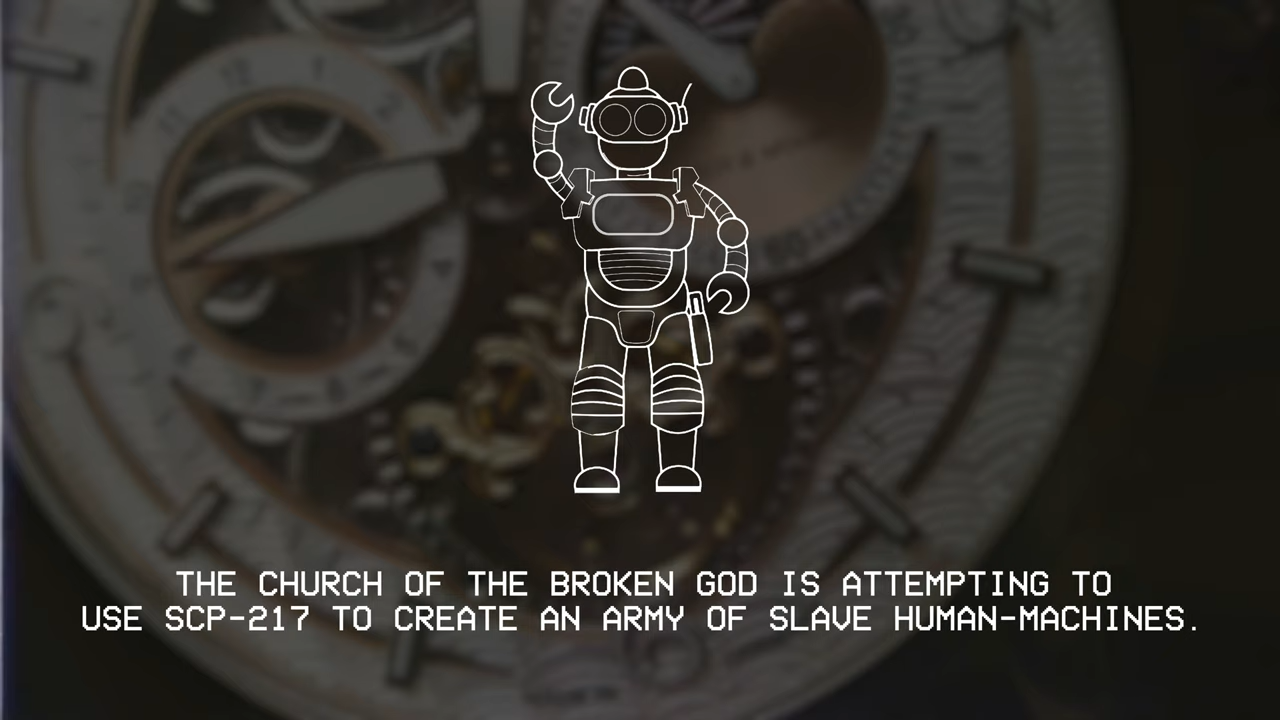 THE CHURCH OF THE BROKEN GOD IS ATTEMPTING TO
USE SCP-217 TO CREATE AN ARMY OF SLAVE HUMAN-MACHINES.